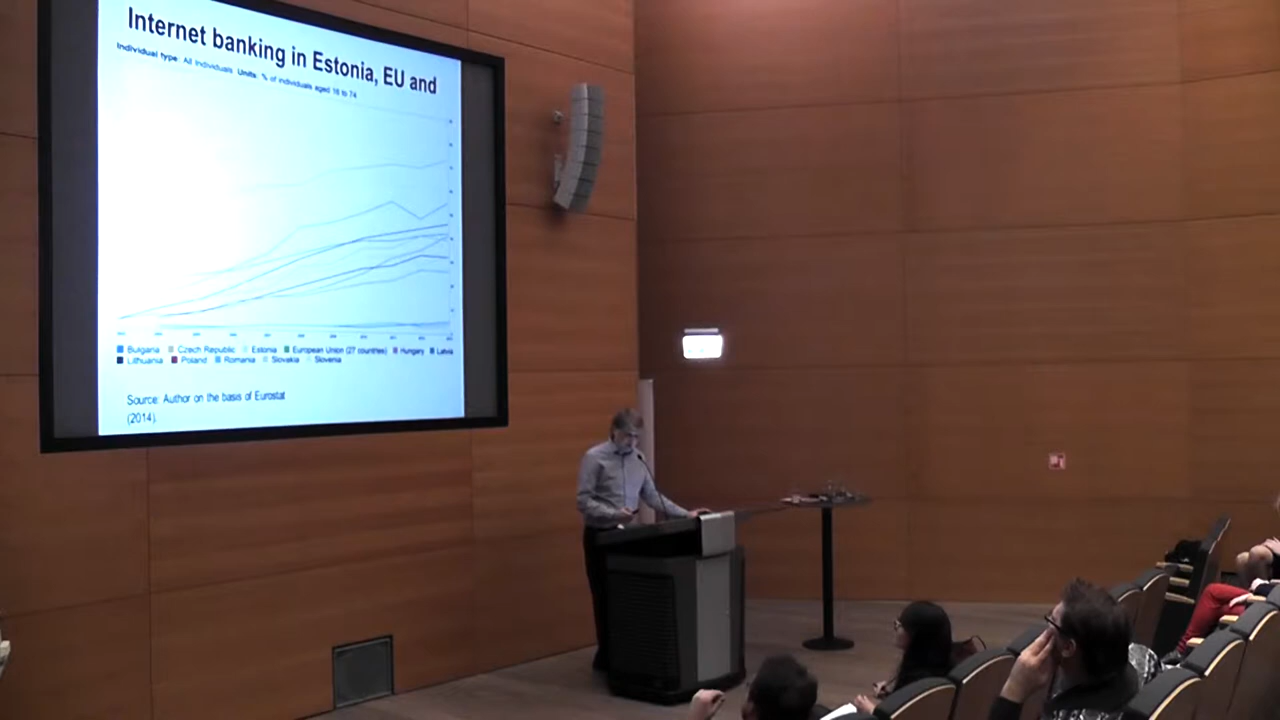 Internet banking in Estonia, EU and
Individual type: All Individuals Units: % of individuals aged 16 to 74
Bulgaria Czech Republic Estonia European Union (27 countries) Hungary Latvia
Lithuania Poland Romania Slovakia Slovenia
Source: Author on the basis of Eurostat
(2014).